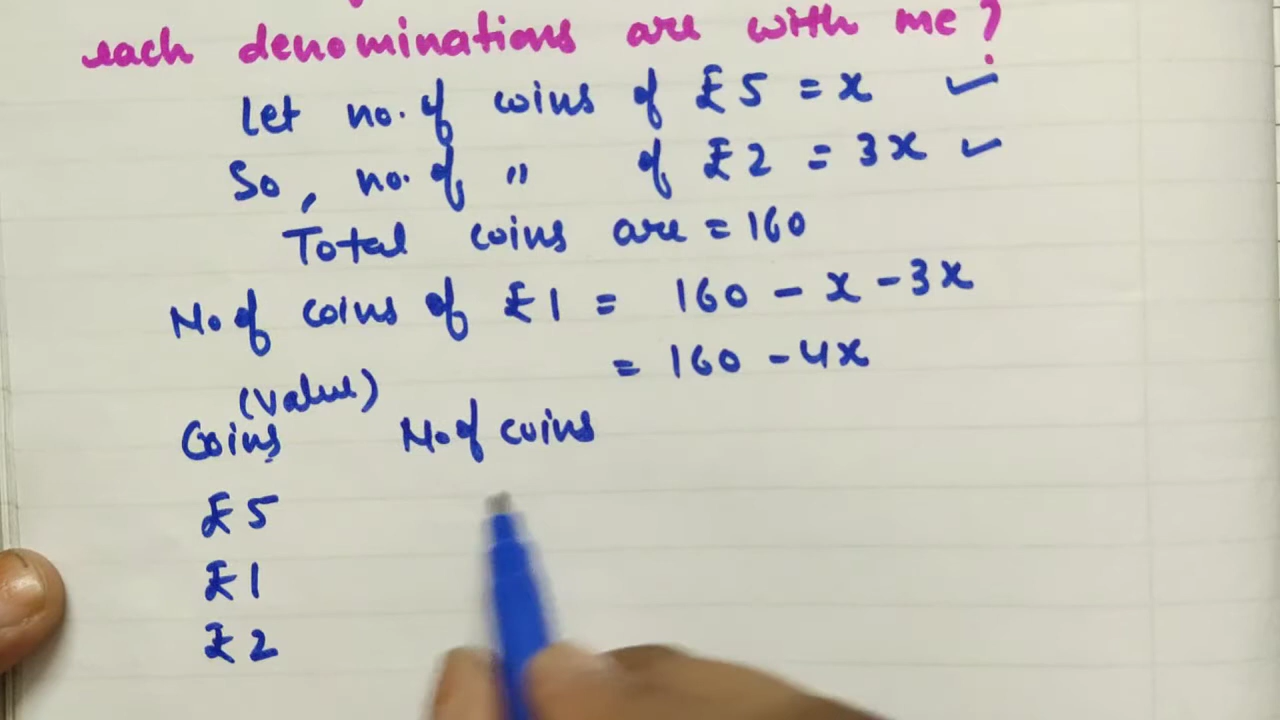 each denominations are with me?
Let no. of coins of ₹5 = x ✓
So, no. of " of ₹2 = 3x ✓
Total coins are = 160
No of coins of ₹1 = 160 - x - 3x
= 160 - 4x
(Value)
Coins No of coins
₹5
₹1
₹2